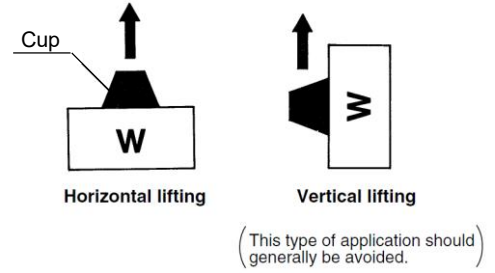 Cup
W
W
Horizontal lifting
Vertical lifting
(This type of application should
generally be avoided.)